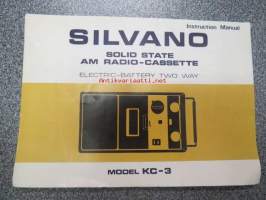 Instruction Manual
SILVANO
SOLID STATE
AM RADIO-CASSETTE
ELECTRIC-BATTERY TWO WAY
Antikvariaatti.net
MODEL KC-3